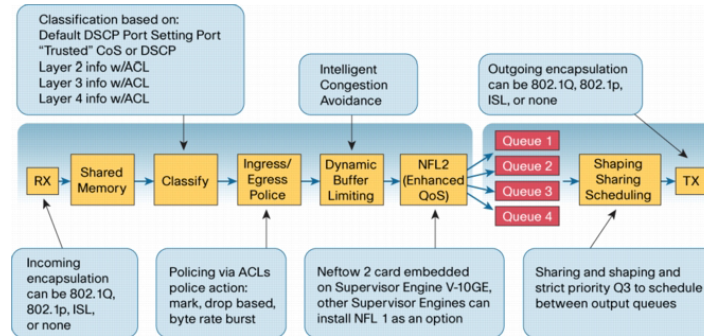 Classification based on:
Default DSCP Port Setting Port
“Trusted” CoS or DSCP
Layer 2 info w/ACL
Layer 3 info w/ACL
Layer 4 info w/ACL
Intelligent
Congestion
Avoidance
Outgoing encapsulation
can be 802.1Q, 802.1p,
ISL, or none
RX
Shared
Memory
Classify
Ingress/
Egress
Police
Dynamic
Buffer
Limiting
NFL2
(Enhanced
QoS)
Queue 1
Queue 2
Queue 3
Queue 4
Shaping
Sharing
Scheduling
TX
Incoming
encapsulation
can be 802.1Q,
802.1p, ISL,
or none
Policing via ACLs
police action:
mark, drop based,
byte rate burst
Neftow 2 card embedded
on Supervisor Engine V-10GE,
other Supervisor Engines can
install NFL 1 as an option
Sharing and shaping and
strict priority Q3 to schedule
between output queues